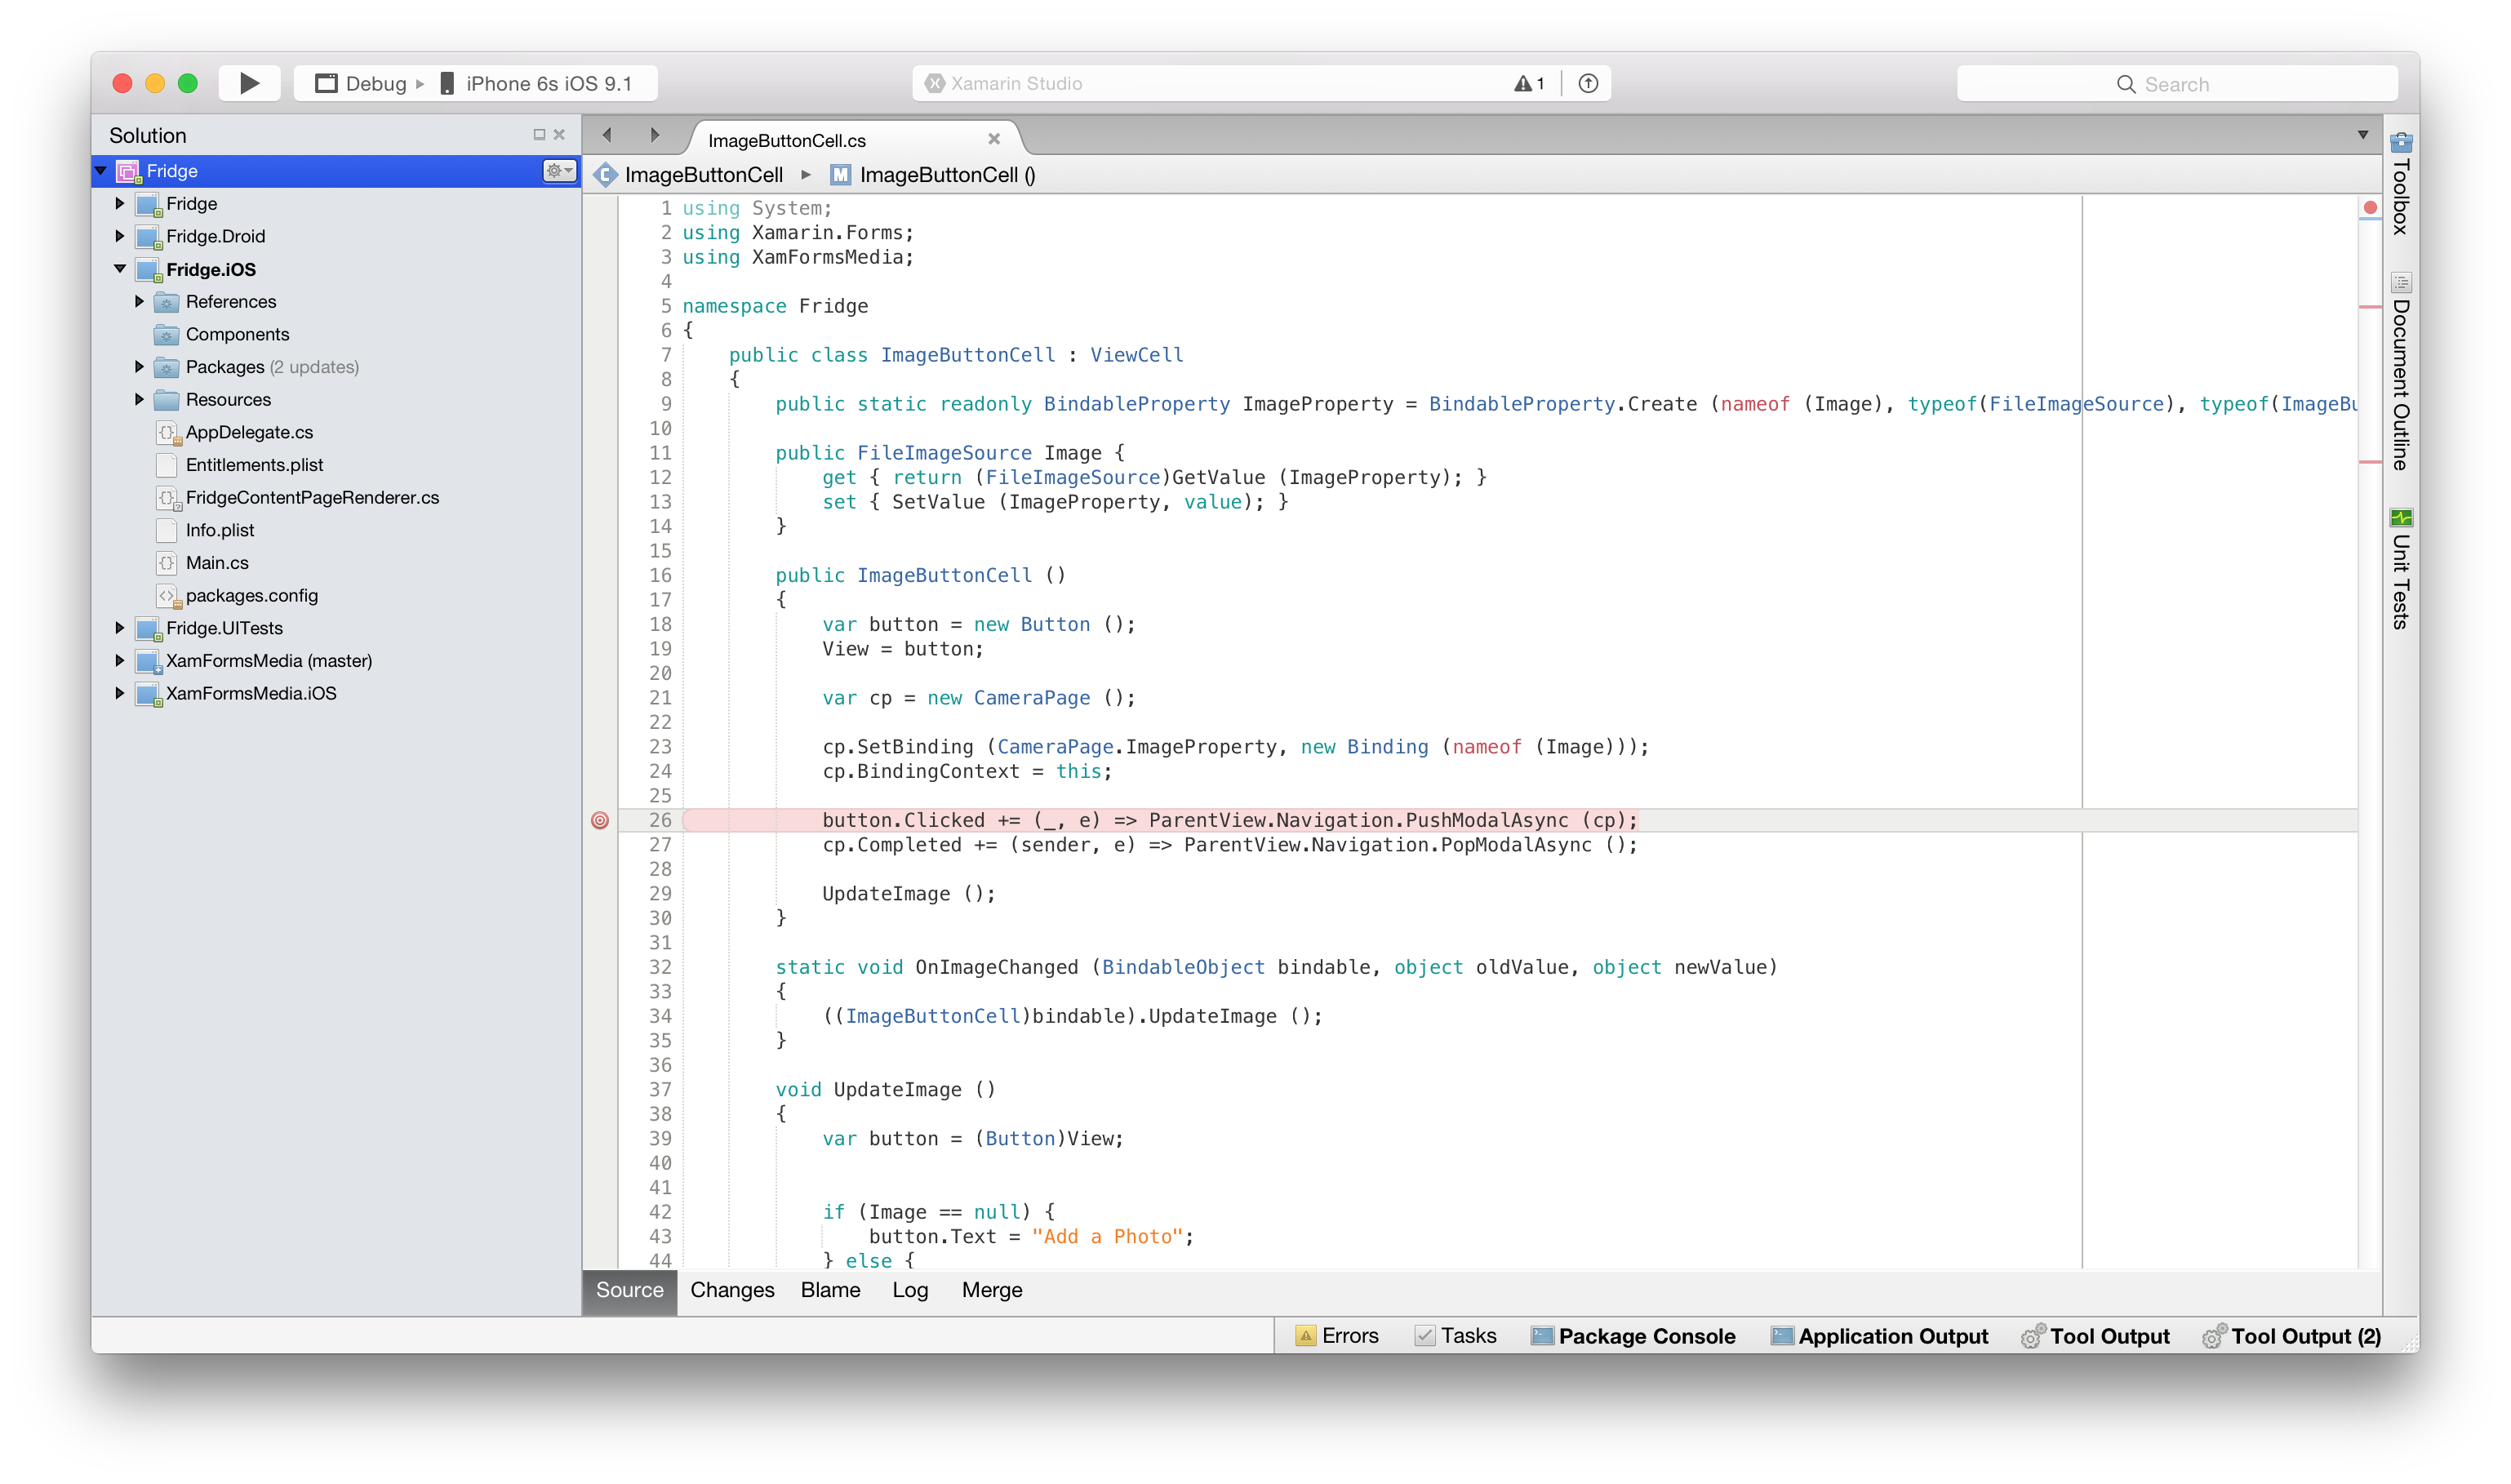 Debug iPhone 6s iOS 9.1
Xamarin Studio
1
Search
Solution
Fridge
Fridge
Fridge.Droid
Fridge.iOS
References
Components
Packages (2 updates)
Resources
AppDelegate.cs
Entitlements.plist
FridgeContentPageRenderer.cs
Info.plist
Main.cs
packages.config
Fridge.UITests
XamFormsMedia (master)
XamFormsMedia.iOS
ImageButtonCell.cs
C ImageButtonCell M ImageButtonCell ()
1 using System;
2 using Xamarin.Forms;
3 using XamFormsMedia;
4
5 namespace Fridge
6 {
7 public class ImageButtonCell : ViewCell
8 {
9 public static readonly BindableProperty ImageProperty = BindableProperty.Create (nameof (Image), typeof(FileImageSource), typeof(ImageBu
10
11 public FileImageSource Image {
12 get { return (FileImageSource)GetValue (ImageProperty); }
13 set { SetValue (ImageProperty, value); }
14 }
15
16 public ImageButtonCell ()
17 {
18 var button = new Button ();
19 View = button;
20
21 var cp = new CameraPage ();
22
23 cp.SetBinding (CameraPage.ImageProperty, new Binding (nameof (Image)));
24 cp.BindingContext = this;
25
26 button.Clicked += (_, e) => ParentView.Navigation.PushModalAsync (cp);
27 cp.Completed += (sender, e) => ParentView.Navigation.PopModalAsync ();
28
29 UpdateImage ();
30 }
31
32 static void OnImageChanged (BindableObject bindable, object oldValue, object newValue)
33 {
34 ((ImageButtonCell)bindable).UpdateImage ();
35 }
36
37 void UpdateImage ()
38 {
39 var button = (Button)View;
40
41
42 if (Image == null) {
43 button.Text = "Add a Photo";
44 } else {
Source Changes Blame Log Merge
Toolbox
Document Outline
Unit Tests
Errors Tasks Package Console Application Output Tool Output Tool Output (2)